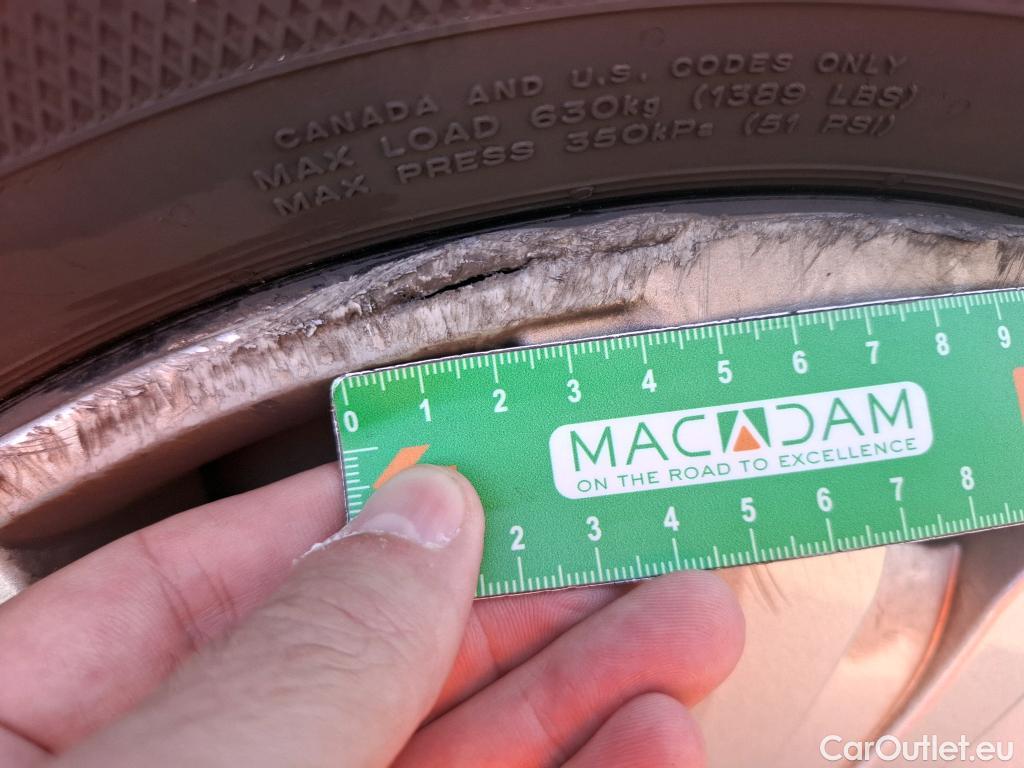 CANADA AND U.S. CODES ONLY
MAX LOAD 630kg (1389 LBS)
MAX PRESS 350kPa (51 PSI)
0 1 2 3 4 5 6 7 8 9
MACADAM
ON THE ROAD TO EXCELLENCE
2 3 4 5 6 7 8
CarOutlet.eu